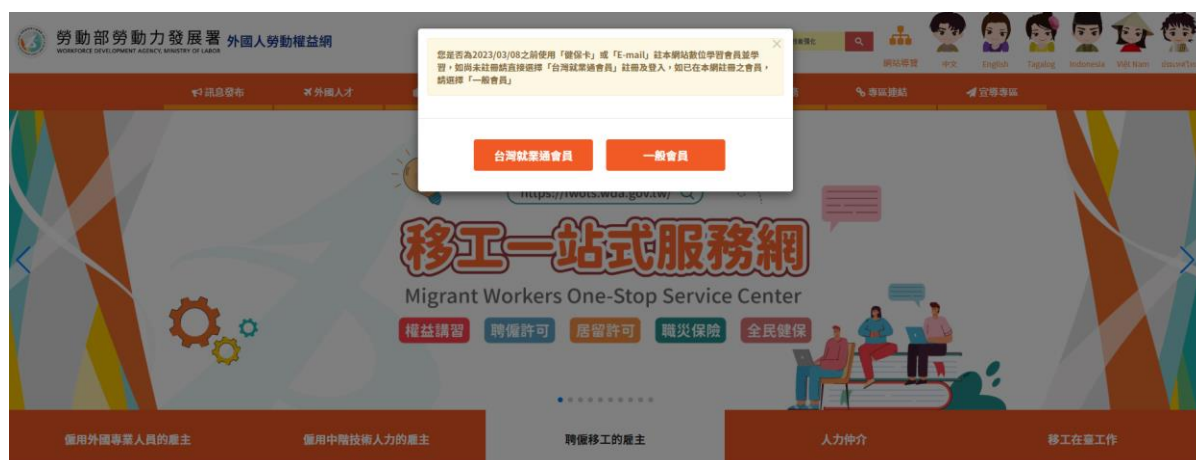 勞動部勞動力發展署 外國人勞動權益網
WORKFORCE DEVELOPMENT AGENCY, MINISTRY OF LABOR
網站導覽 中文 English Tagalog Indonesia Việt Nam
訊息發布 外國人才 專區連結 宣導專區
您是否為2023/03/08之前使用「健保卡」或「E-mail」註本網站數位學習會員並學
習,如尚未註冊請直接選擇「台灣就業通會員」註冊及登入,如已在本網註冊之會員,
請選擇「一般會員」
台灣就業通會員 一般會員
https://fwots.wda.gov.tw/
移工一站式服務網
Migrant Workers One-Stop Service Center
權益講習 聘僱許可 居留許可 職災保險 全民健保
僱用外國專業人員的雇主 僱用中階技術人力的雇主 聘僱移工的雇主 人力仲介 移工在臺工作